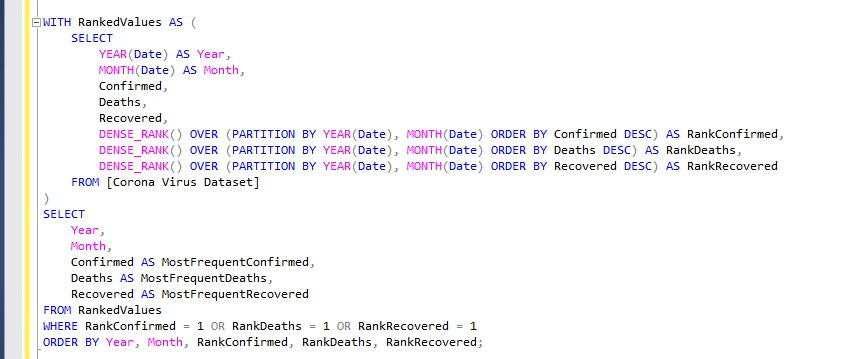 WITH RankedValues AS (
    SELECT
        YEAR(Date) AS Year,
        MONTH(Date) AS Month,
        Confirmed,
        Deaths,
        Recovered,
        DENSE_RANK() OVER (PARTITION BY YEAR(Date), MONTH(Date) ORDER BY Confirmed DESC) AS RankConfirmed,
        DENSE_RANK() OVER (PARTITION BY YEAR(Date), MONTH(Date) ORDER BY Deaths DESC) AS RankDeaths,
        DENSE_RANK() OVER (PARTITION BY YEAR(Date), MONTH(Date) ORDER BY Recovered DESC) AS RankRecovered
    FROM [Corona Virus Dataset]
)
SELECT
    Year,
    Month,
    Confirmed AS MostFrequentConfirmed,
    Deaths AS MostFrequentDeaths,
    Recovered AS MostFrequentRecovered
FROM RankedValues
WHERE RankConfirmed = 1 OR RankDeaths = 1 OR RankRecovered = 1
ORDER BY Year, Month, RankConfirmed, RankDeaths, RankRecovered;